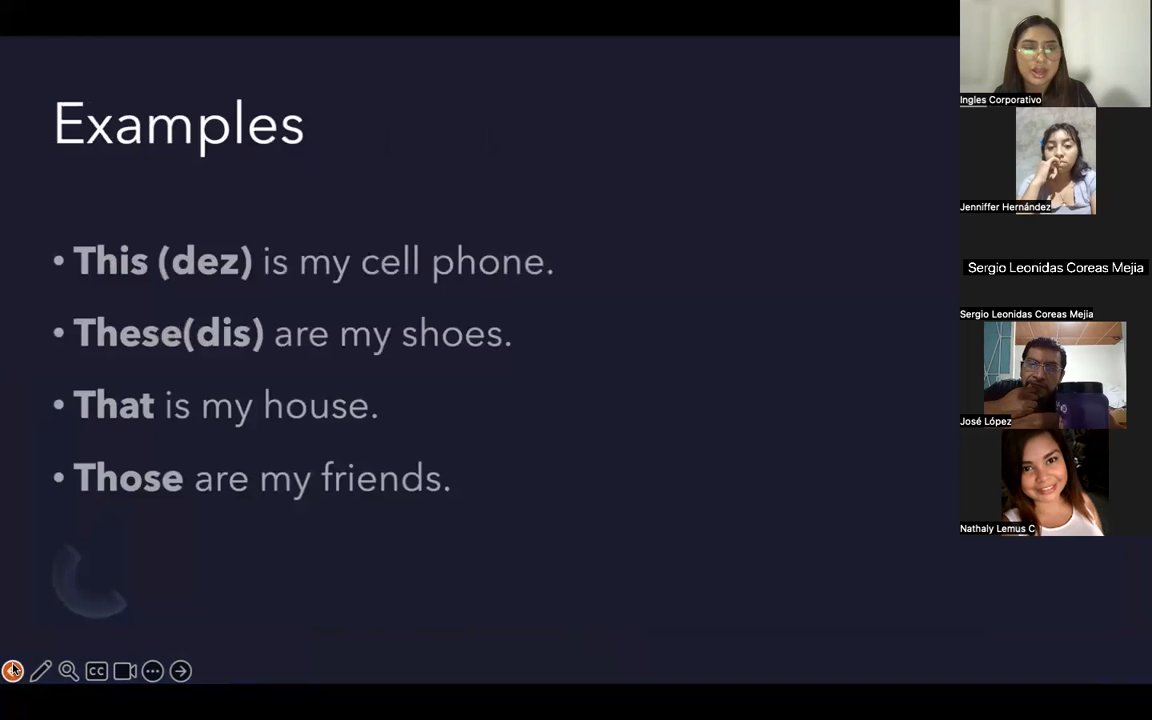 Examples
• This (dez) is my cell phone.
• These(dis) are my shoes.
• That is my house.
• Those are my friends.
CC
Ingles Corporativo
Jenniffer Hernández
Sergio Leonidas Coreas Mejia
Sergio Leonidas Coreas Mejia
José López
Nathaly Lemus C